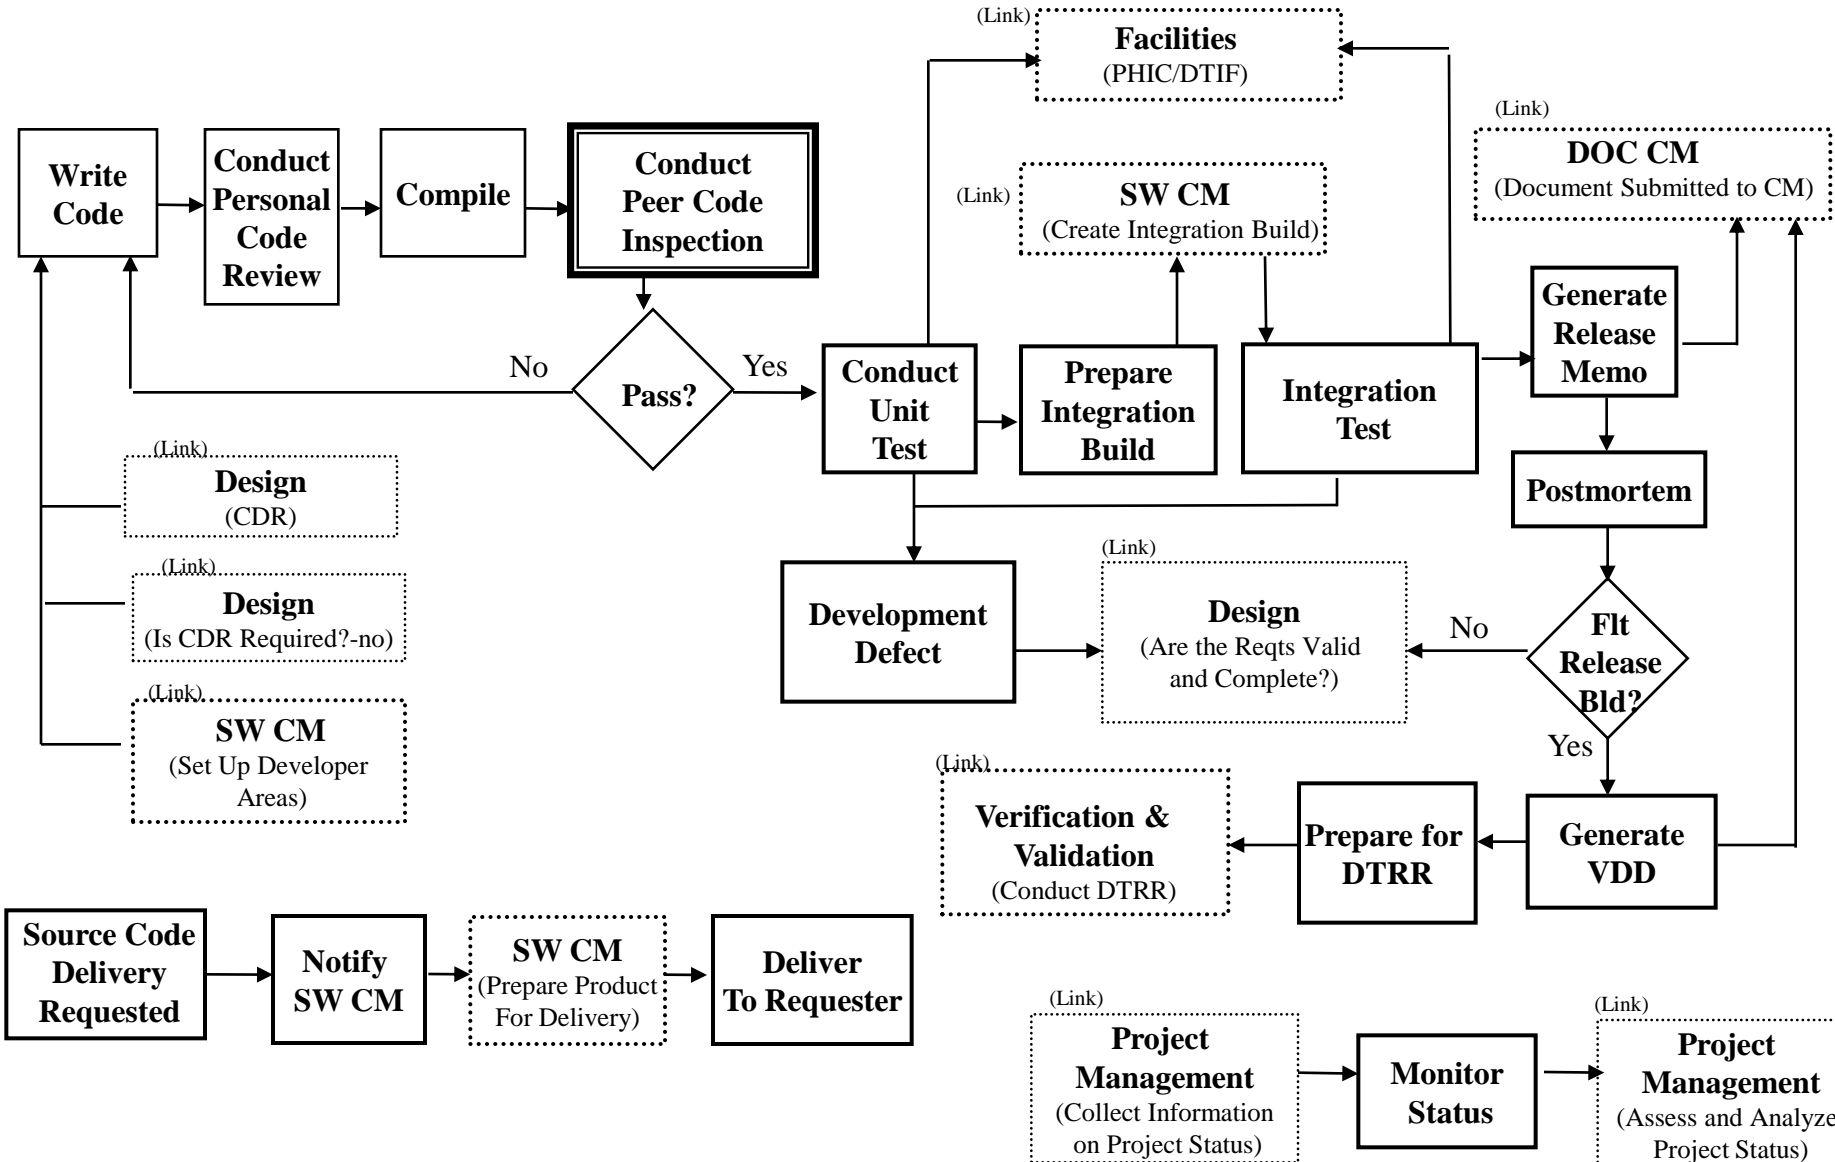 (Link)
Facilities
(PHIC/DTIF)
(Link)
DOC CM
(Document Submitted to CM)
Write
Code
Conduct
Personal
Code
Review
Compile
Conduct
Peer Code
Inspection
(Link)
SW CM
(Create Integration Build)
Pass?
No
Yes
Conduct
Unit
Test
Prepare
Integration
Build
Integration
Test
Generate
Release
Memo
Postmortem
(Link)
Design
(CDR)
(Link)
Design
(Is CDR Required?-no)
(Link)
SW CM
(Set Up Developer
Areas)
Development
Defect
(Link)
Design
(Are the Reqts Valid
and Complete?)
No
Flt
Release
Bld?
Yes
(Link)
Verification &
Validation
(Conduct DTRR)
Prepare for
DTRR
Generate
VDD
Source Code
Delivery
Requested
Notify
SW CM
SW CM
(Prepare Product
For Delivery)
Deliver
To Requester
(Link)
Project
Management
(Collect Information
on Project Status)
Monitor
Status
(Link)
Project
Management
(Assess and Analyze
Project Status)